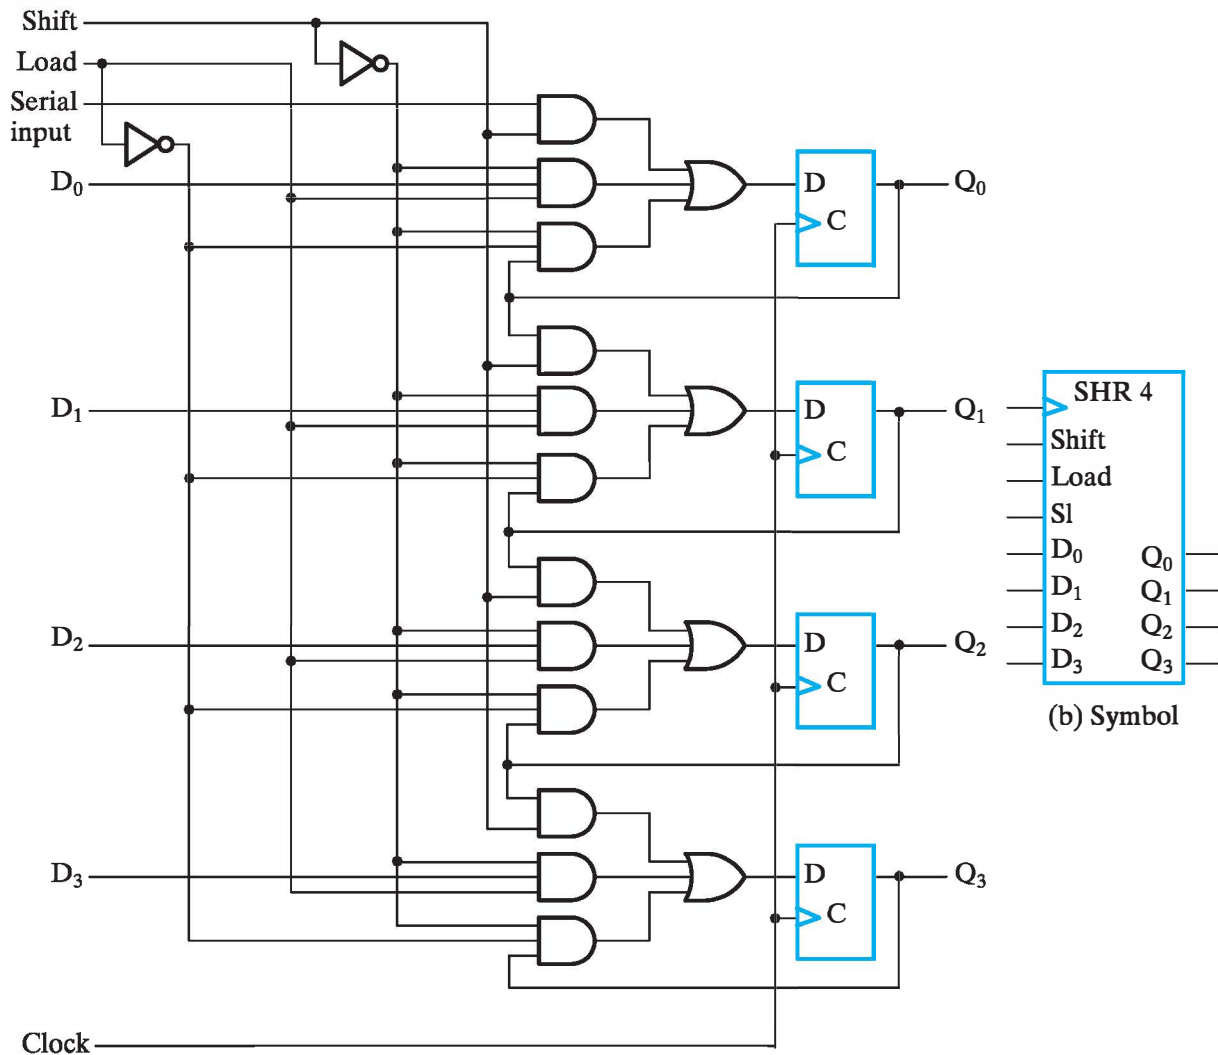 Shift
Load
Serial
input
D₀
D C
Q₀
D₁
D C
Q₁
D₂
D C
Q₂
D₃
D C
Q₃
Clock
SHR 4
Shift
Load
Sl
D₀ Q₀
D₁ Q₁
D₂ Q₂
D₃ Q₃
(b) Symbol